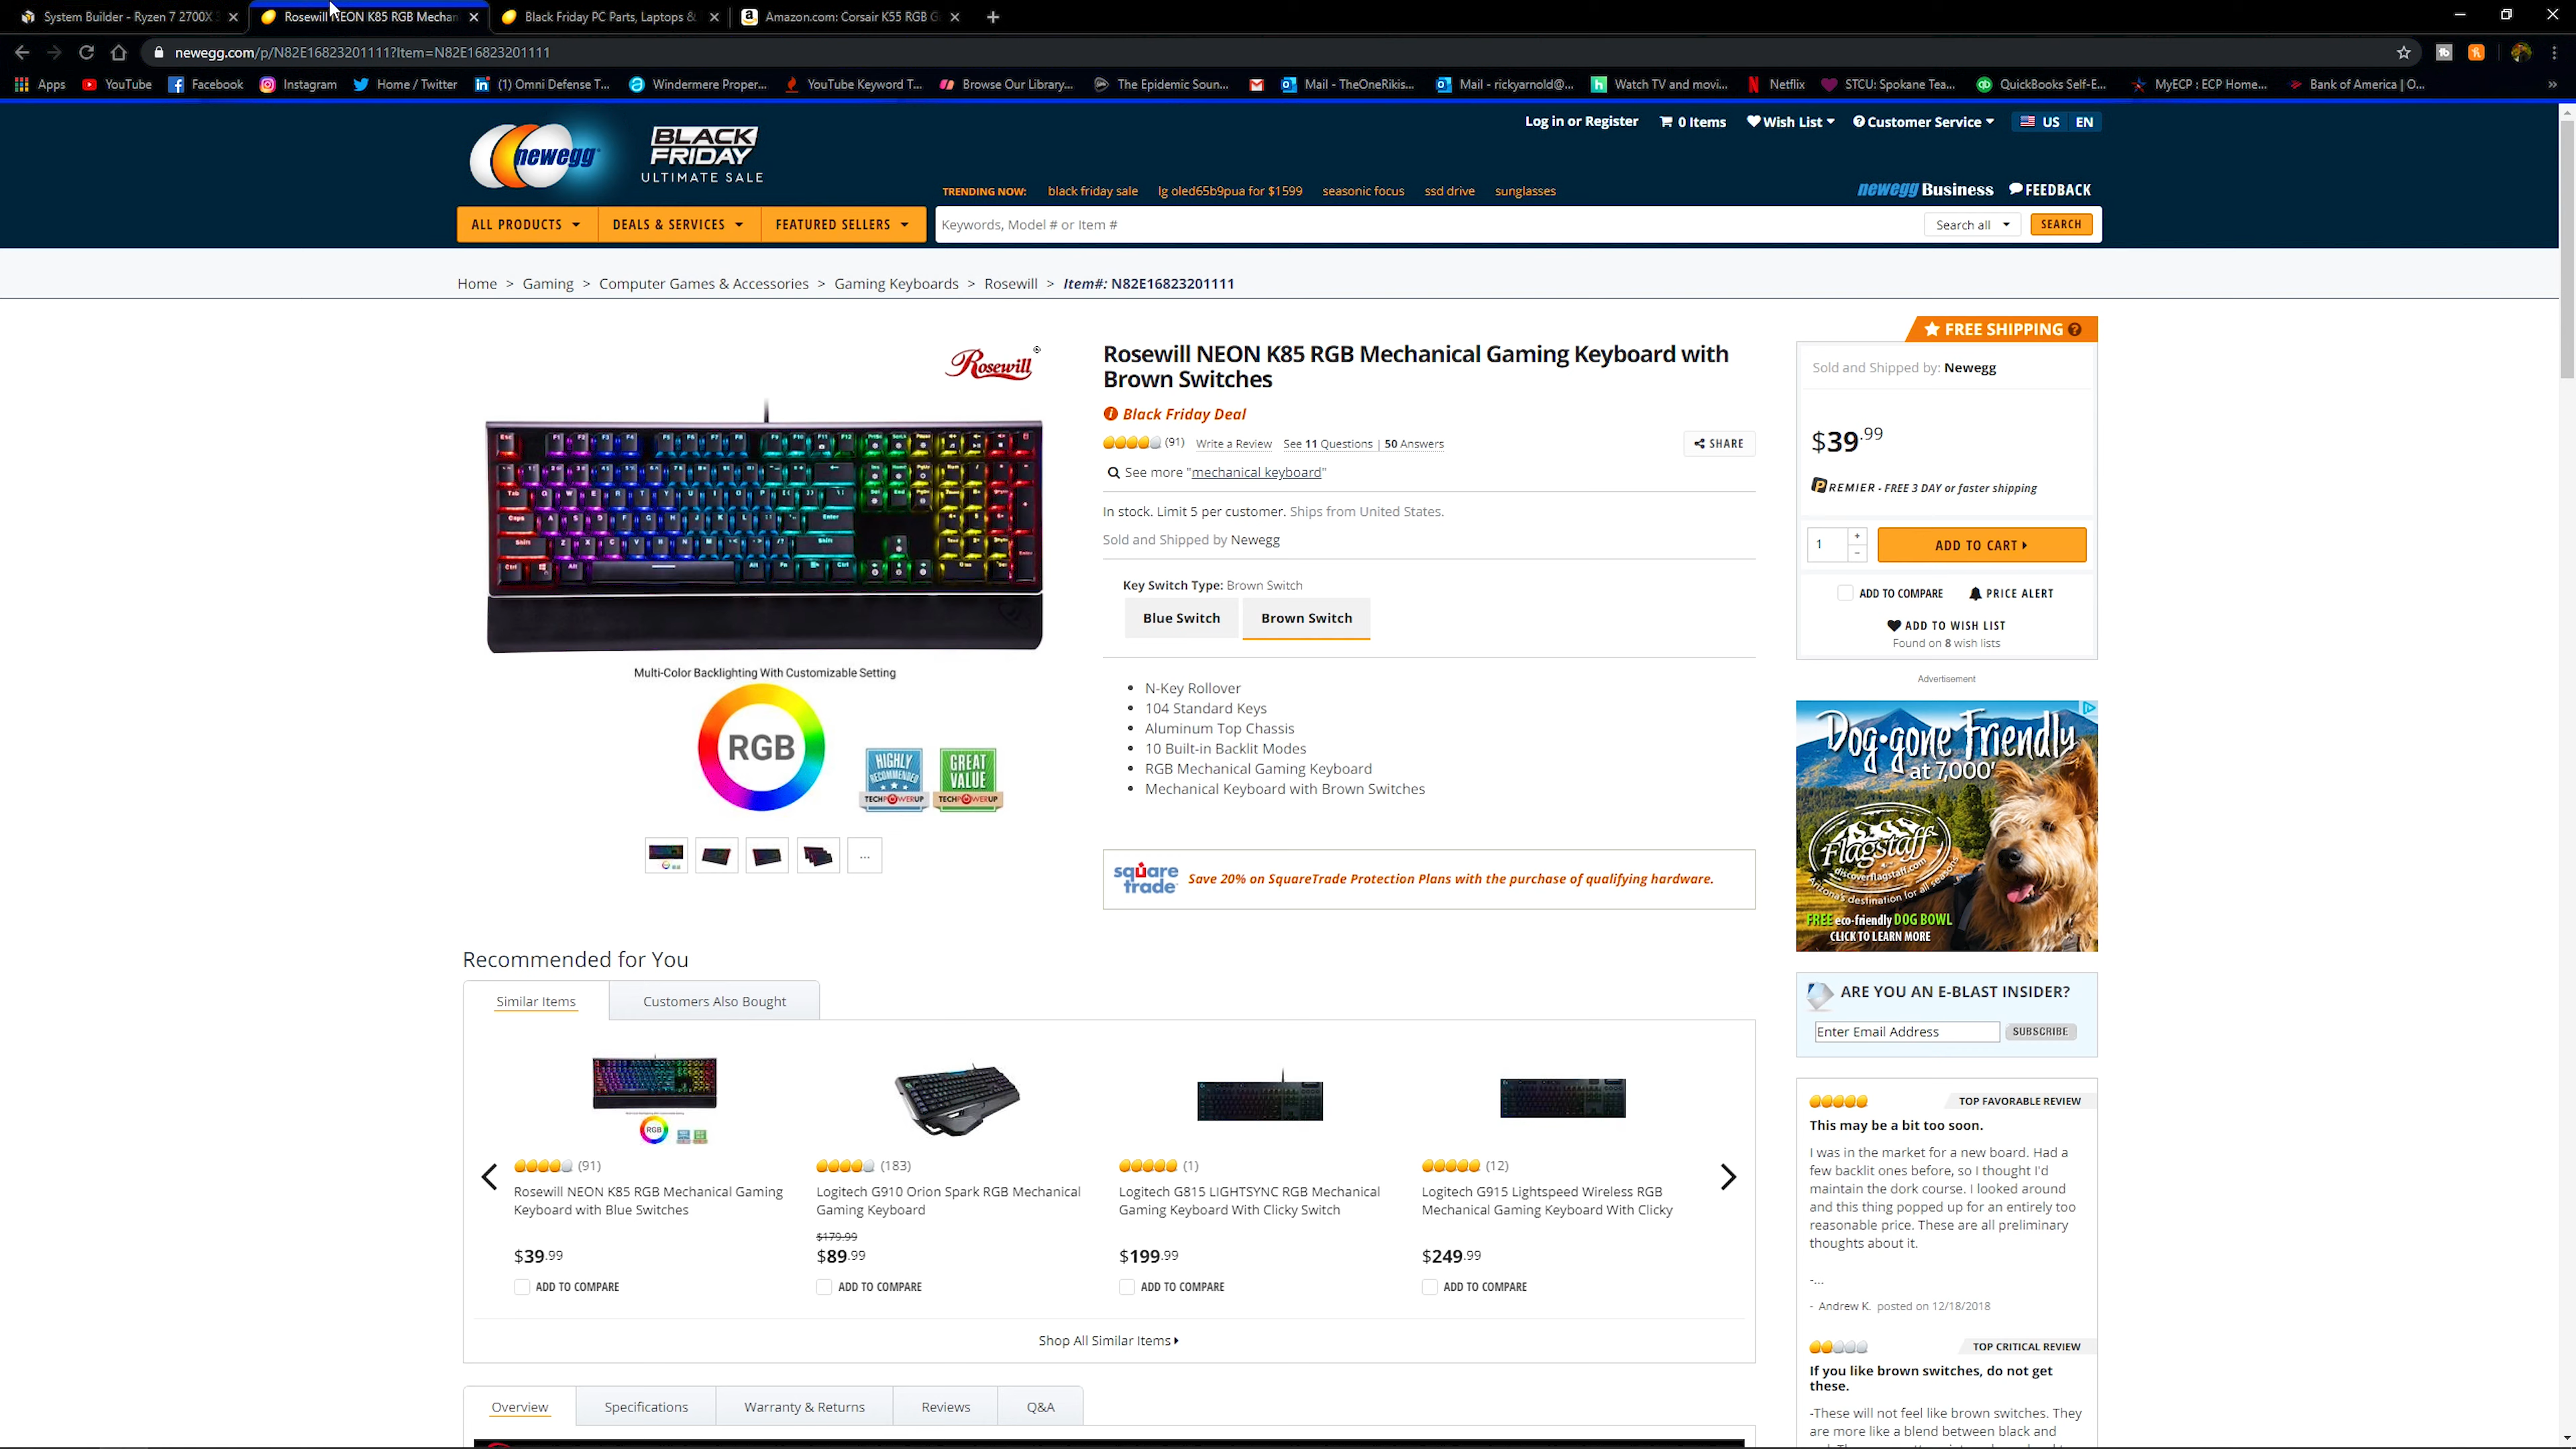 System Builder - Ryzen 7 2700X 3
Rosewill NEON K85 RGB Mechan
Black Friday PC Parts, Laptops &
Amazon.com: Corsair K55 RGB G
newegg.com/p/N82E16823201111?Item=N82E16823201111
Apps
YouTube
Facebook
Instagram
Home / Twitter
(1) Omni Defense T...
Windermere Proper...
YouTube Keyword T...
Browse Our Library...
The Epidemic Soun...
Mail - TheOneRikis...
Mail - rickyarnold@...
Watch TV and movi...
Netflix
STCU: Spokane Tea...
QuickBooks Self-E...
MyECP : ECP Home...
Bank of America | O...
newegg
BLACK
FRIDAY
ULTIMATE SALE
Log in or Register
0 Items
Wish List
Customer Service
US
EN
TRENDING NOW:
black friday sale
lg oled65b9pua for $1599
seasonic focus
ssd drive
sunglasses
newegg Business
FEEDBACK
ALL PRODUCTS
DEALS & SERVICES
FEATURED SELLERS
Keywords, Model # or Item #
Search all
SEARCH
Home > Gaming > Computer Games & Accessories > Gaming Keyboards > Rosewill > Item#: N82E16823201111
Rosewill
Multi-Color Backlighting With Customizable Setting
RGB
HIGHLY
RECOMMENDED
TECHPOWERUP
GREAT
VALUE
TECHPOWERUP
...
Rosewill NEON K85 RGB Mechanical Gaming Keyboard with
Brown Switches
Black Friday Deal
(91) Write a Review See 11 Questions | 50 Answers
SHARE
See more "mechanical keyboard"
In stock. Limit 5 per customer. Ships from United States.
Sold and Shipped by Newegg
Key Switch Type: Brown Switch
Blue Switch
Brown Switch
N-Key Rollover
104 Standard Keys
Aluminum Top Chassis
10 Built-in Backlit Modes
RGB Mechanical Gaming Keyboard
Mechanical Keyboard with Brown Switches
square
trade
Save 20% on SquareTrade Protection Plans with the purchase of qualifying hardware.
FREE SHIPPING
Sold and Shipped by: Newegg
$39.99
PREMIER - FREE 3 DAY or faster shipping
1
+
-
ADD TO CART
ADD TO COMPARE
PRICE ALERT
ADD TO WISH LIST
Found on 8 wish lists
Advertisement
Dog-gone Friendly
at 7,000'
Flagstaff
discoverflagstaff.com
Arizona's destination for all seasons
FREE eco-friendly DOG BOWL
CLICK TO LEARN MORE
ARE YOU AN E-BLAST INSIDER?
Enter Email Address
SUBSCRIBE
TOP FAVORABLE REVIEW
This may be a bit too soon.
I was in the market for a new board. Had a
few backlit ones before, so I thought I'd
maintain the dork course. I looked around
and this thing popped up for an entirely too
reasonable price. These are all preliminary
thoughts about it.
-...
- Andrew K. posted on 12/18/2018
TOP CRITICAL REVIEW
If you like brown switches, do not get
these.
-These will not feel like brown switches. They
are more like a blend between black and
Recommended for You
Similar Items
Customers Also Bought
RGB
(91)
Rosewill NEON K85 RGB Mechanical Gaming
Keyboard with Blue Switches
$39.99
ADD TO COMPARE
(183)
Logitech G910 Orion Spark RGB Mechanical
Gaming Keyboard
$179.99
$89.99
ADD TO COMPARE
(1)
Logitech G815 LIGHTSYNC RGB Mechanical
Gaming Keyboard With Clicky Switch
$199.99
ADD TO COMPARE
(12)
Logitech G915 Lightspeed Wireless RGB
Mechanical Gaming Keyboard With Clicky
$249.99
ADD TO COMPARE
Shop All Similar Items
Overview
Specifications
Warranty & Returns
Reviews
Q&A